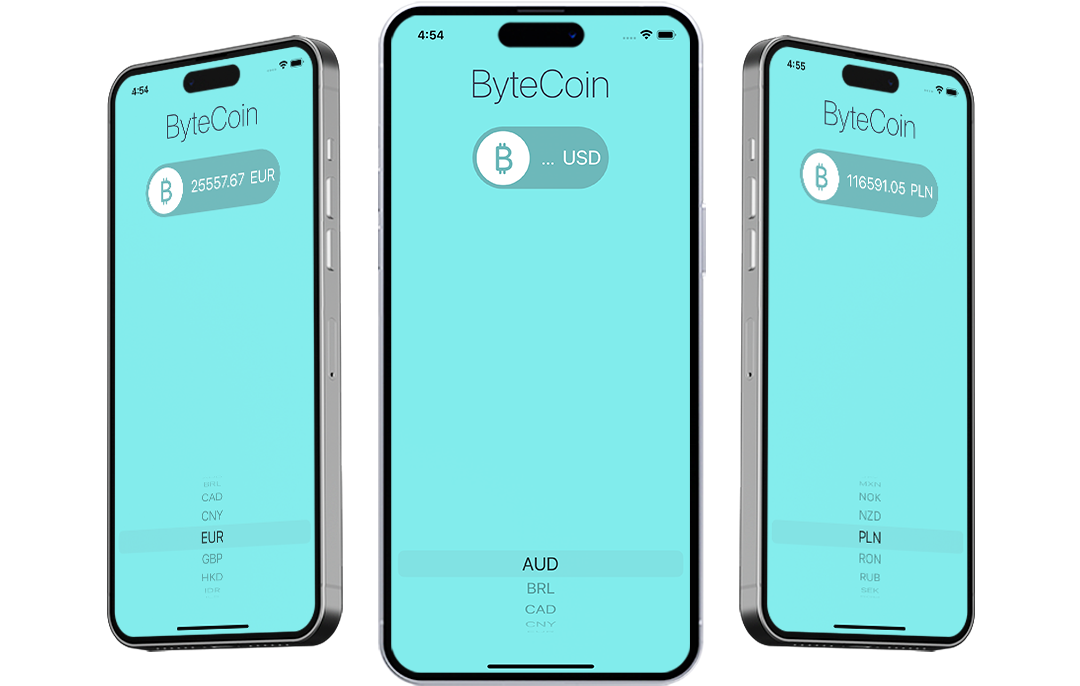 4:54
ByteCoin
25557.67 EUR
BRL
CAD
CNY
EUR
GBP
HKD
IDR
4:54
ByteCoin
... USD
AUD
BRL
CAD
CNY
4:55
ByteCoin
116591.05 PLN
MXN
NOK
NZD
PLN
RON
RUB
SEK